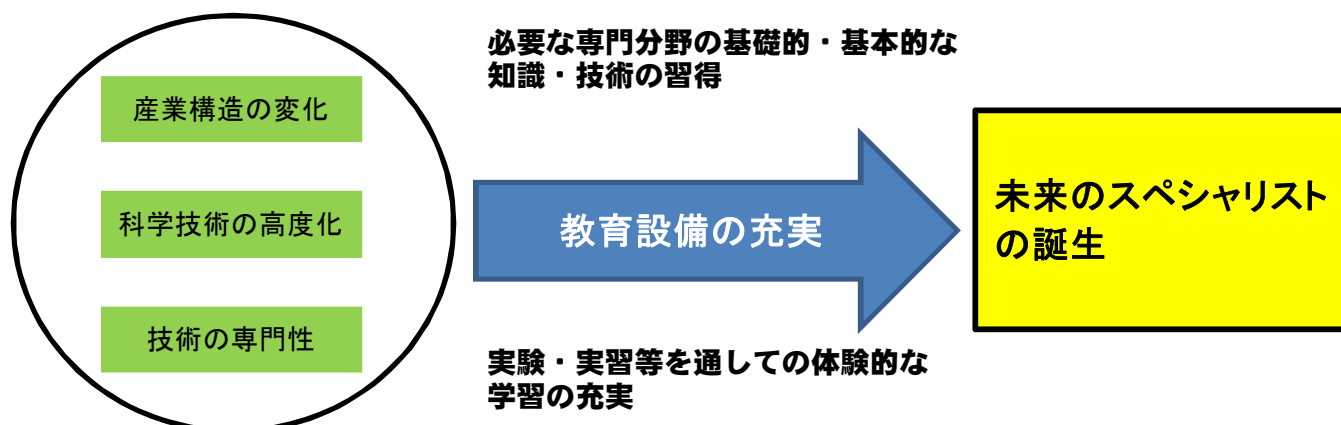 産業構造の変化
科学技術の高度化
技術の専門性
必要な専門分野の基礎的・基本的な
知識・技術の習得
教育設備の充実
実験・実習等を通しての体験的な
学習の充実
未来のスペシャリスト
の誕生